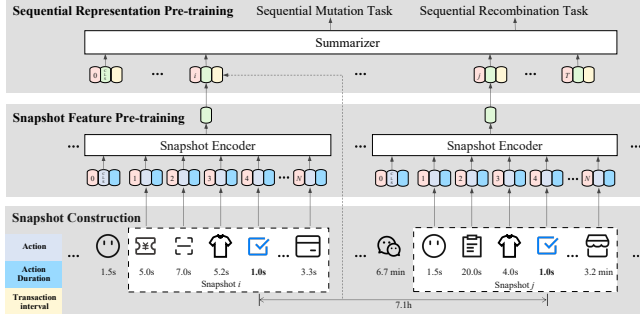 Sequential Representation Pre-training
Sequential Mutation Task
Sequential Recombination Task
Summarizer
0 CLS ... i ... ... j ... T
Snapshot Feature Pre-training
... Snapshot Encoder ... Snapshot Encoder ...
0 CLS 1 2 3 4 ... N 0 CLS 1 2 3 4 ... N
Snapshot Construction
Action
Action
Duration
Transaction
interval
... ¥ ... ... ... ...
1.5s 5.0s 7.0s 5.2s 1.0s 3.3s 6.7 min 1.5s 20.0s 4.0s 1.0s 3.2 min
Snapshot i Snapshot j
7.1h